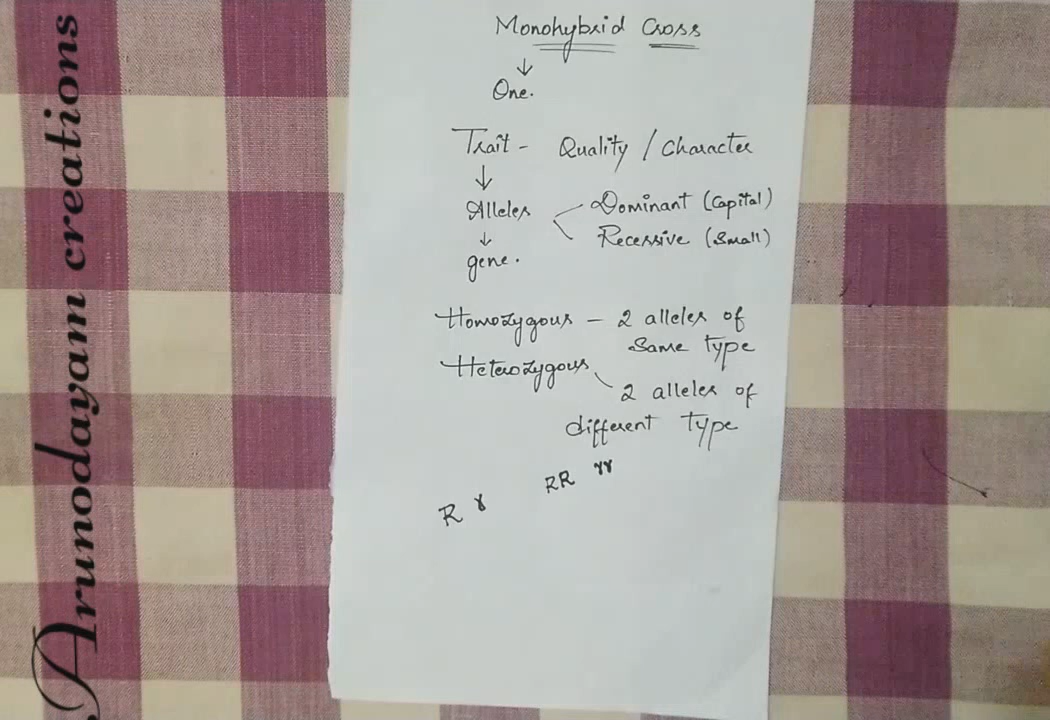 Arunodayam creations
Monohybrid Cross
↓
One.
Trait - Quality / Character
↓
Alleles Dominant (Capital)
Recessive (Small)
↓
gene.
Homozygous - 2 alleles of
same type
Heterozygous
2 alleles of
different type
RR rr
R r